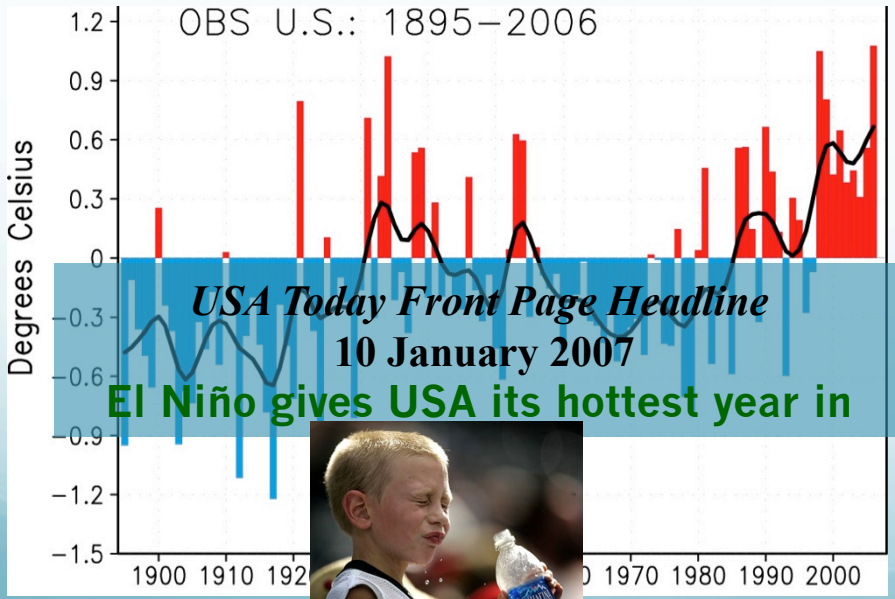 OBS U.S.: 1895–2006
Degrees Celsius
1.2
0.9
0.6
0.3
0
−0.3
−0.6
−0.9
−1.2
−1.5
USA Today Front Page Headline
10 January 2007
El Niño gives USA its hottest year in
1900 1910 192 0 1970 1980 1990 2000